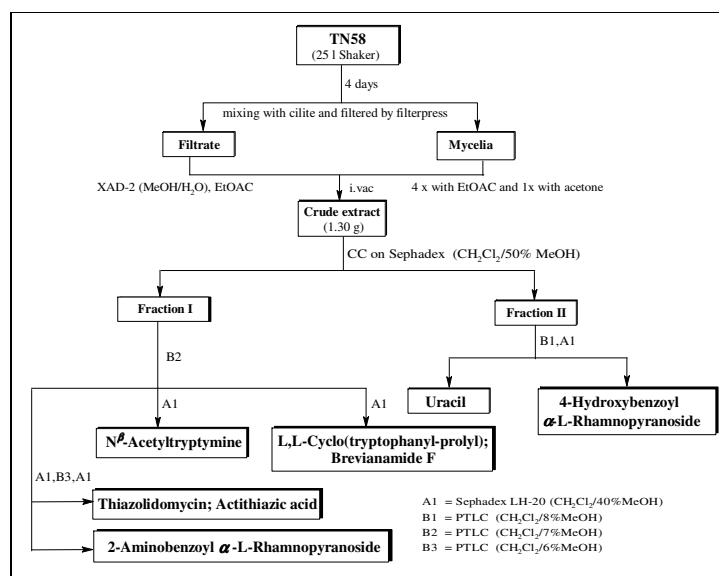 TN58
(25 l Shaker)
4 days
mixing with cilite and filtered by filterpress
Filtrate
Mycelia
XAD-2 (MeOH/H₂O), EtOAC
i.vac
4 x with EtOAC and 1x with acetone
Crude extract
(1.30 g)
CC on Sephadex (CH₂Cl₂/50% MeOH)
Fraction I
Fraction II
B2
B1,A1
A1
A1
Uracil
4-Hydroxybenzoyl
α-L-Rhamnopyranoside
Nᵝ-Acetyltryptymine
L,L-Cyclo(tryptophanyl-prolyl);
Brevianamide F
A1,B3,A1
Thiazolidomycin; Actithiazic acid
2-Aminobenzoyl α-L-Rhamnopyranoside
A1 = Sephadex LH-20 (CH₂Cl₂/40%MeOH)
B1 = PTLC (CH₂Cl₂/8%MeOH)
B2 = PTLC (CH₂Cl₂/7%MeOH)
B3 = PTLC (CH₂Cl₂/6%MeOH)